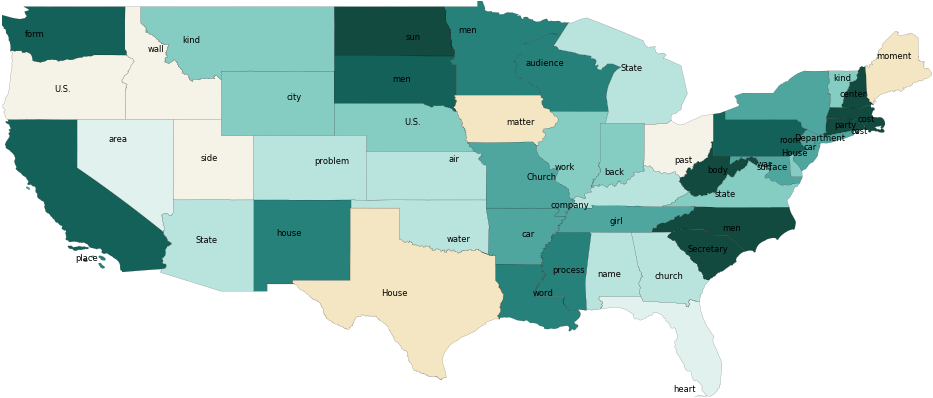 form
wall
kind
sun
men
audience
State
kind
moment
U.S.
city
men
center
area
U.S.
matter
party
cost
test
side
problem
air
Church
work
back
past
room
Department
House
car
way
surface
body
State
house
water
car
company
girl
state
men
Secretary
place
House
word
process
name
church
heart